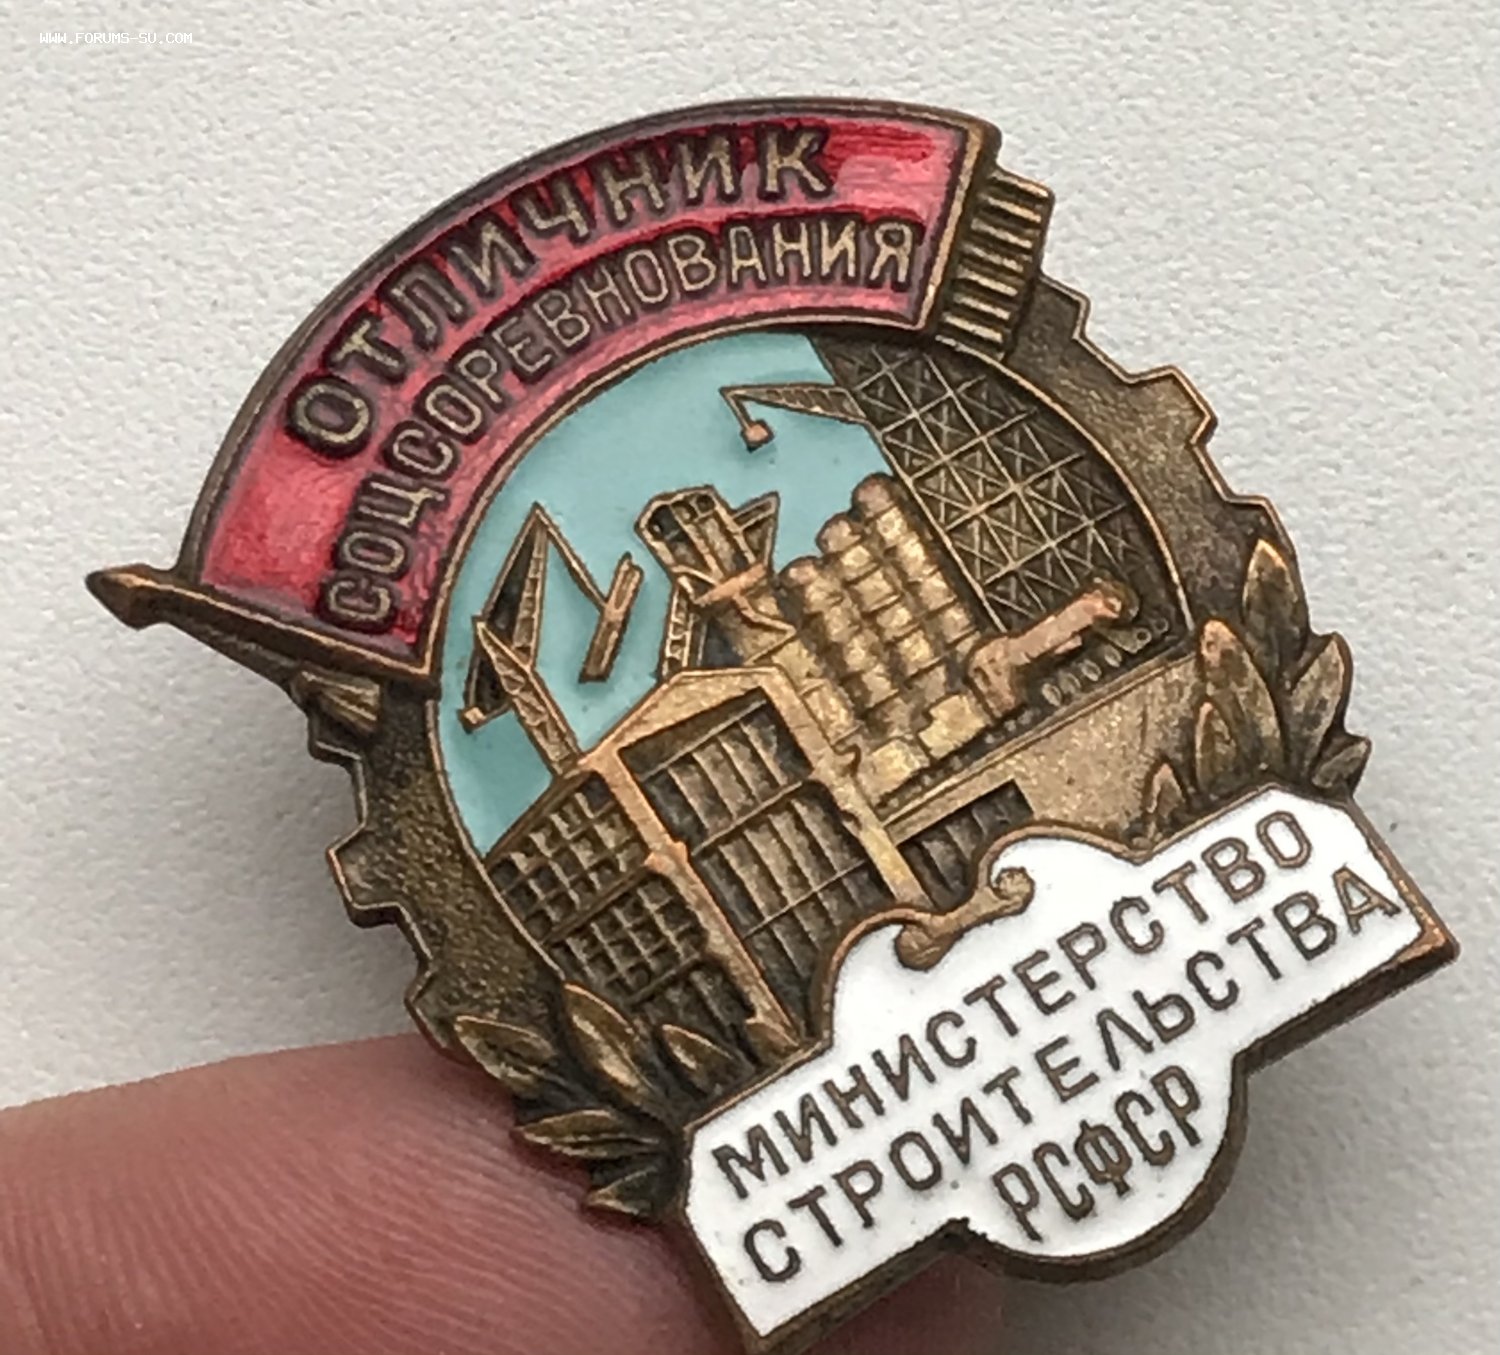 WWW.FORUMS-SU.COM
ОТЛИЧНИК
СОЦСОРЕВНОВАНИЯ
МИНИСТЕРСТВО
СТРОИТЕЛЬСТВА
РСФСР